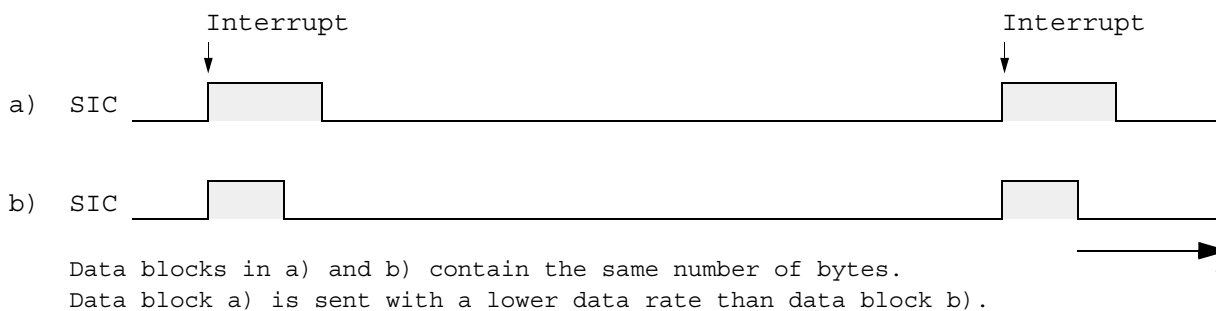 Interrupt Interrupt
a) SIC
b) SIC
Data blocks in a) and b) contain the same number of bytes.
Data block a) is sent with a lower data rate than data block b).